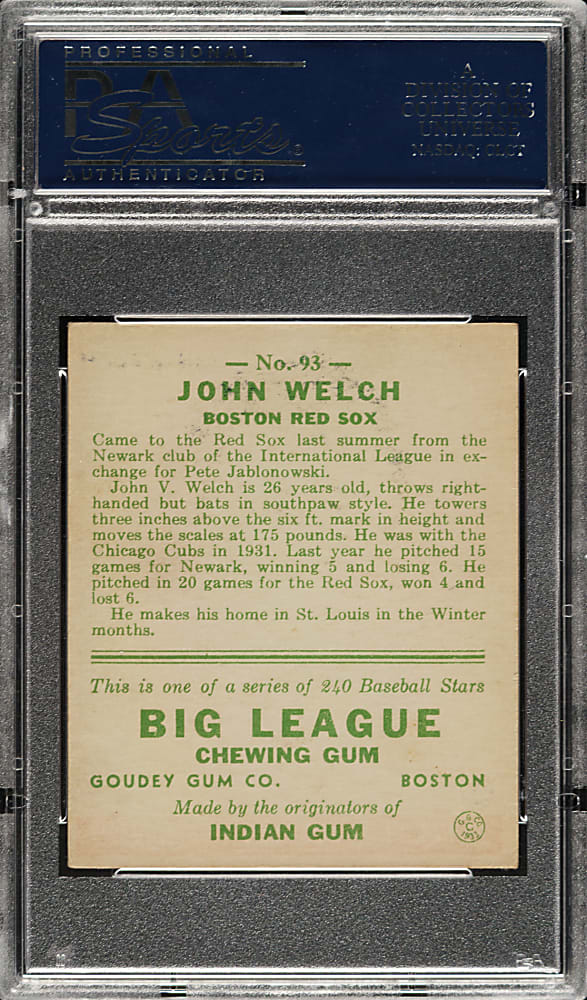 PROFESSIONAL
PSA
Sports
AUTHENTICATOR
A
DIVISION OF
COLLECTORS
UNIVERSE
NASDAQ: CLCT
— No. 93 —
JOHN WELCH
BOSTON RED SOX
Came to the Red Sox last summer from the
Newark club of the International League in ex-
change for Pete Jablonowski.
John V. Welch is 26 years old, throws right-
handed but bats in southpaw style. He towers
three inches above the six ft. mark in height and
moves the scales at 175 pounds. He was with the
Chicago Cubs in 1931. Last year he pitched 15
games for Newark, winning 5 and losing 6. He
pitched in 20 games for the Red Sox, won 4 and
lost 6.
He makes his home in St. Louis in the Winter
months.
This is one of a series of 240 Baseball Stars
BIG LEAGUE
CHEWING GUM
GOUDEY GUM CO. BOSTON
Made by the originators of
INDIAN GUM
G.G.CO.
C
1933
PSA